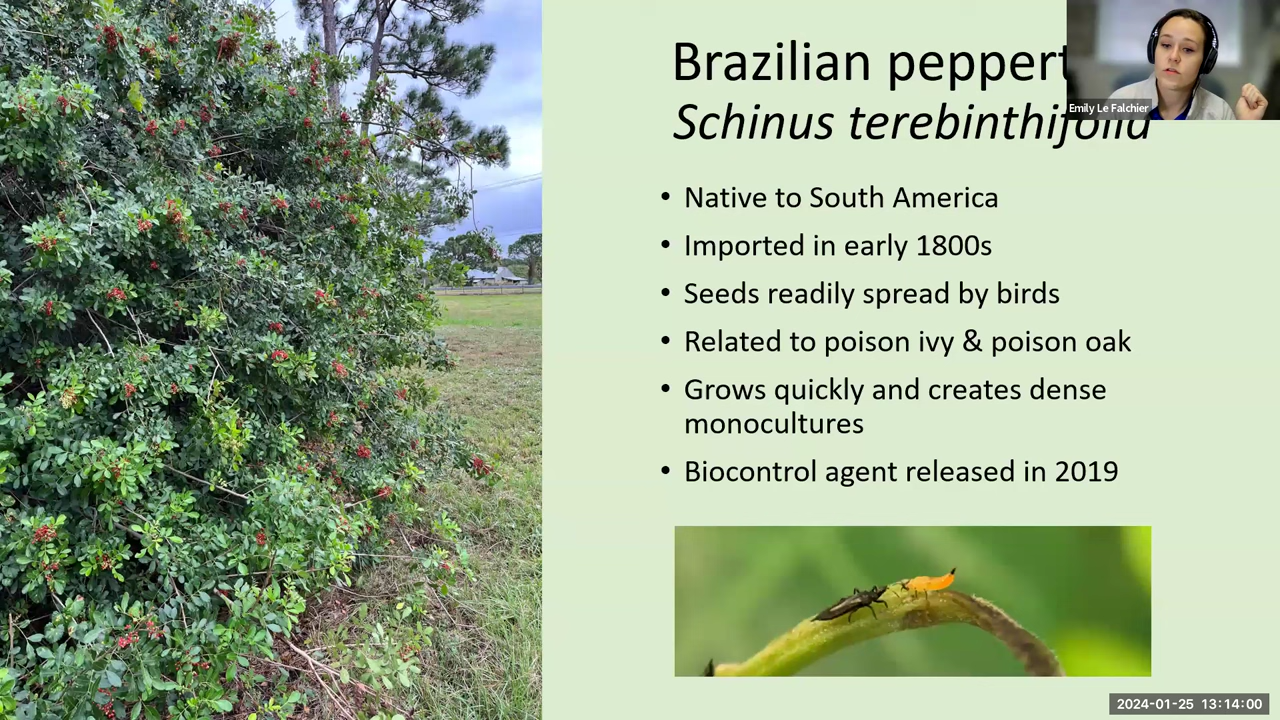 Brazilian peppert
Schinus terebinthifolia
• Native to South America
• Imported in early 1800s
• Seeds readily spread by birds
• Related to poison ivy & poison oak
• Grows quickly and creates dense
monocultures
• Biocontrol agent released in 2019
Emily Le Falchier
2024-01-25 13:14:00